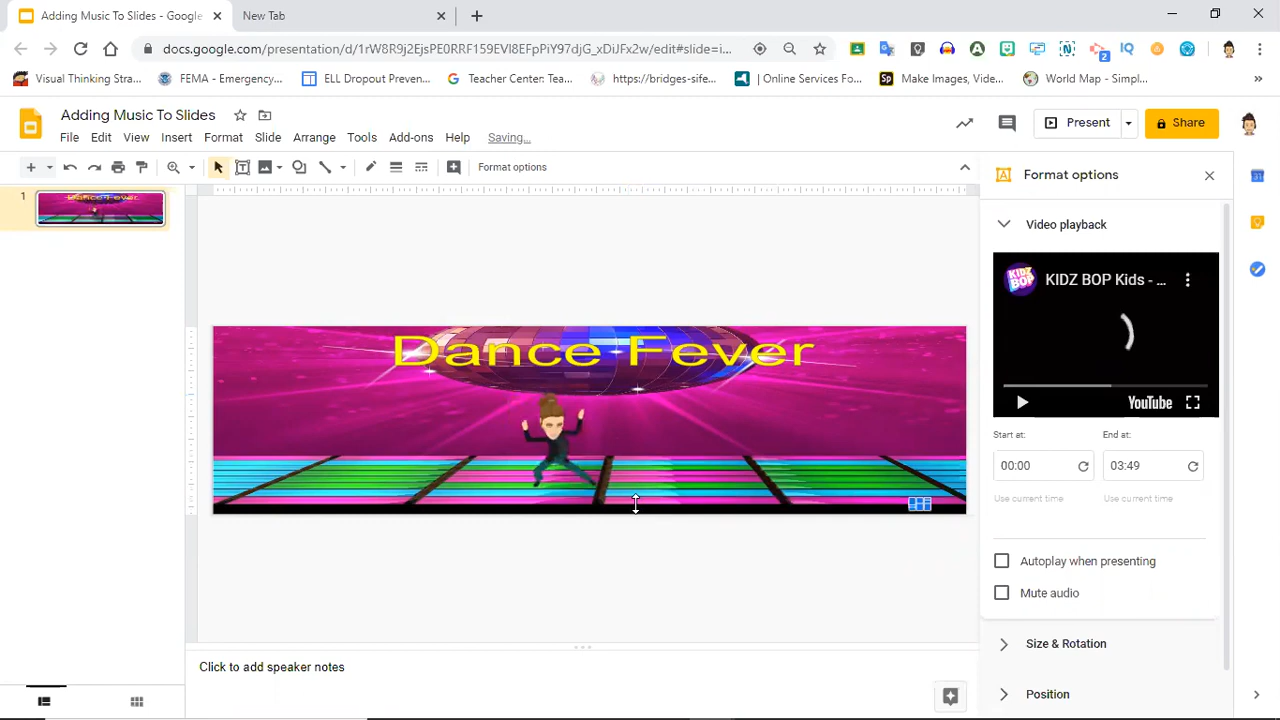 Adding Music To Slides - Google
New Tab
docs.google.com/presentation/d/1rW8R9j2EjsPE0RRF159EVl8EFpPiY97djG_xDiJFx2w/edit#slide=i...
2
Visual Thinking Stra...
FEMA - Emergency...
ELL Dropout Preven...
Teacher Center: Tea...
https://bridges-sife...
| Online Services Fo...
Sp Make Images, Vide...
World Map - Simpl...
»
Adding Music To Slides
File Edit View Insert Format Slide Arrange Tools Add-ons Help Saving...
Present
Share
Format options
Format options
1
Dance Fever
Dance Fever
Video playback
KIDZ BOP
KIDZ BOP Kids - ...
YouTube
Start at:
End at:
00:00
03:49
Use current time
Use current time
Autoplay when presenting
Mute audio
Size & Rotation
Position
Click to add speaker notes